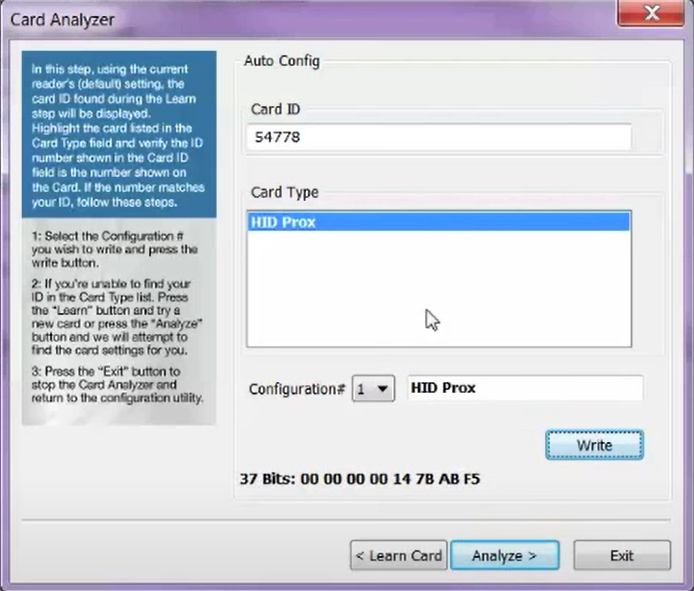 Card Analyzer
In this step, using the current
reader's (default) setting, the
card ID found during the Learn
step will be displayed.
Highlight the card listed in the
Card Type field and verify the ID
number shown in the Card ID
field is the number shown on
the Card. If the number matches
your ID, follow these steps.
1: Select the Configuration #
you wish to write and press the
write button.
2: If you're unable to find your
ID in the Card Type list. Press
the "Learn" button and try a
new card or press the "Analyze"
button and we will attempt to
find the card settings for you.
3: Press the "Exit" button to
stop the Card Analyzer and
return to the configuration utility.
Auto Config
Card ID
54778
Card Type
HID Prox
Configuration# 1 HID Prox
Write
37 Bits: 00 00 00 00 14 7B AB F5
< Learn Card Analyze > Exit